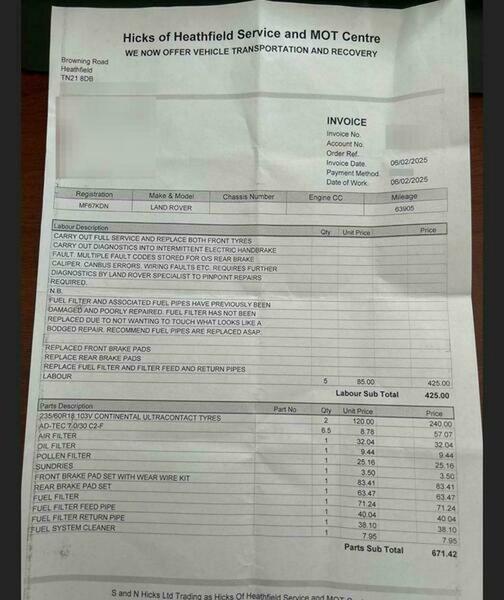 Hicks of Heathfield Service and MOT Centre
WE NOW OFFER VEHICLE TRANSPORTATION AND RECOVERY
Browning Road
Heathfield
TN21 8DB
INVOICE
Invoice No.
Account No.
Order Ref.
Invoice Date. 06/02/2025
Payment Method.
Date of Work. 06/02/2025
Registration Make & Model Chassis Number Engine CC Mileage
MF67KDN LAND ROVER 63905
Labour Description Qty Unit Price Price
CARRY OUT FULL SERVICE AND REPLACE BOTH FRONT TYRES
CARRY OUT DIAGNOSTICS INTO INTERMITTENT ELECTRIC HANDBRAKE
FAULT. MULTIPLE FAULT CODES STORED FOR O/S REAR BRAKE
CALIPER. CANBUS ERRORS. WIRING FAULTS ETC. REQUIRES FURTHER
DIAGNOSTICS BY LAND ROVER SPECIALIST TO PINPOINT REPAIRS
REQUIRED.
N.B.
FUEL FILTER AND ASSOCIATED FUEL PIPES HAVE PREVIOUSLY BEEN
DAMAGED AND POORLY REPAIRED. FUEL FILTER HAS NOT BEEN
REPLACED DUE TO NOT WANTING TO TOUCH WHAT LOOKS LIKE A
BODGED REPAIR. RECOMMEND FUEL PIPES ARE REPLACED ASAP.
REPLACED FRONT BRAKE PADS
REPLACE REAR BRAKE PADS
REPLACE FUEL FILTER AND FILTER FEED AND RETURN PIPES
LABOUR 5 85.00 425.00
Labour Sub Total 425.00
Parts Description Part No Qty Unit Price Price
235/60R18 103V CONTINENTAL ULTRACONTACT TYRES 2 120.00 240.00
AD-TEC 7.0/30 C2-F 6.5 8.78 57.07
AIR FILTER 1 32.04 32.04
OIL FILTER 1 9.44 9.44
POLLEN FILTER 1 25.16 25.16
SUNDRIES 1 3.50 3.50
FRONT BRAKE PAD SET WITH WEAR WIRE KIT 1 83.41 83.41
REAR BRAKE PAD SET 1 63.47 63.47
FUEL FILTER 1 71.24 71.24
FUEL FILTER FEED PIPE 1 40.04 40.04
FUEL FILTER RETURN PIPE 1 38.10 38.10
FUEL SYSTEM CLEANER 1 7.95 7.95
Parts Sub Total 671.42
S and N Hicks Ltd Trading as Hicks Of Heathfield Service and MOT Centre